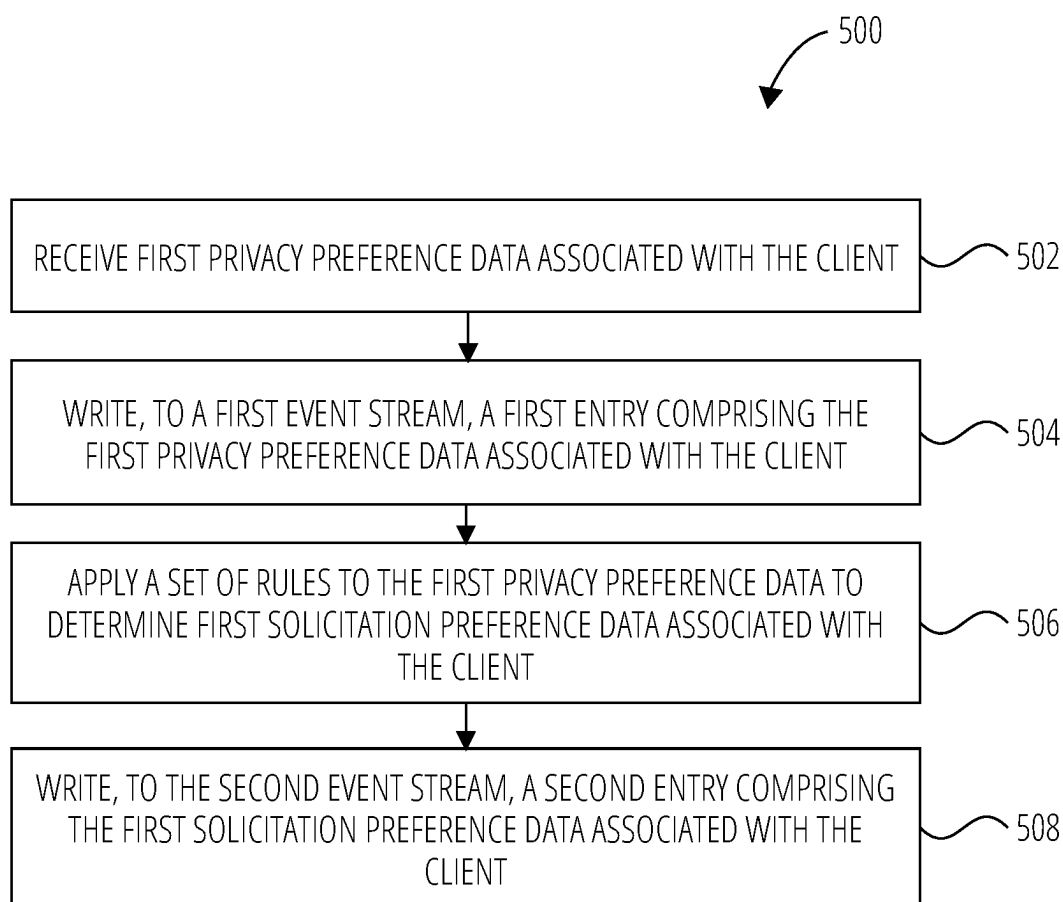 500
RECEIVE FIRST PRIVACY PREFERENCE DATA ASSOCIATED WITH THE CLIENT
502
WRITE, TO A FIRST EVENT STREAM, A FIRST ENTRY COMPRISING THE
FIRST PRIVACY PREFERENCE DATA ASSOCIATED WITH THE CLIENT
504
APPLY A SET OF RULES TO THE FIRST PRIVACY PREFERENCE DATA TO
DETERMINE FIRST SOLICITATION PREFERENCE DATA ASSOCIATED WITH
THE CLIENT
506
WRITE, TO THE SECOND EVENT STREAM, A SECOND ENTRY COMPRISING
THE FIRST SOLICITATION PREFERENCE DATA ASSOCIATED WITH THE
CLIENT
508